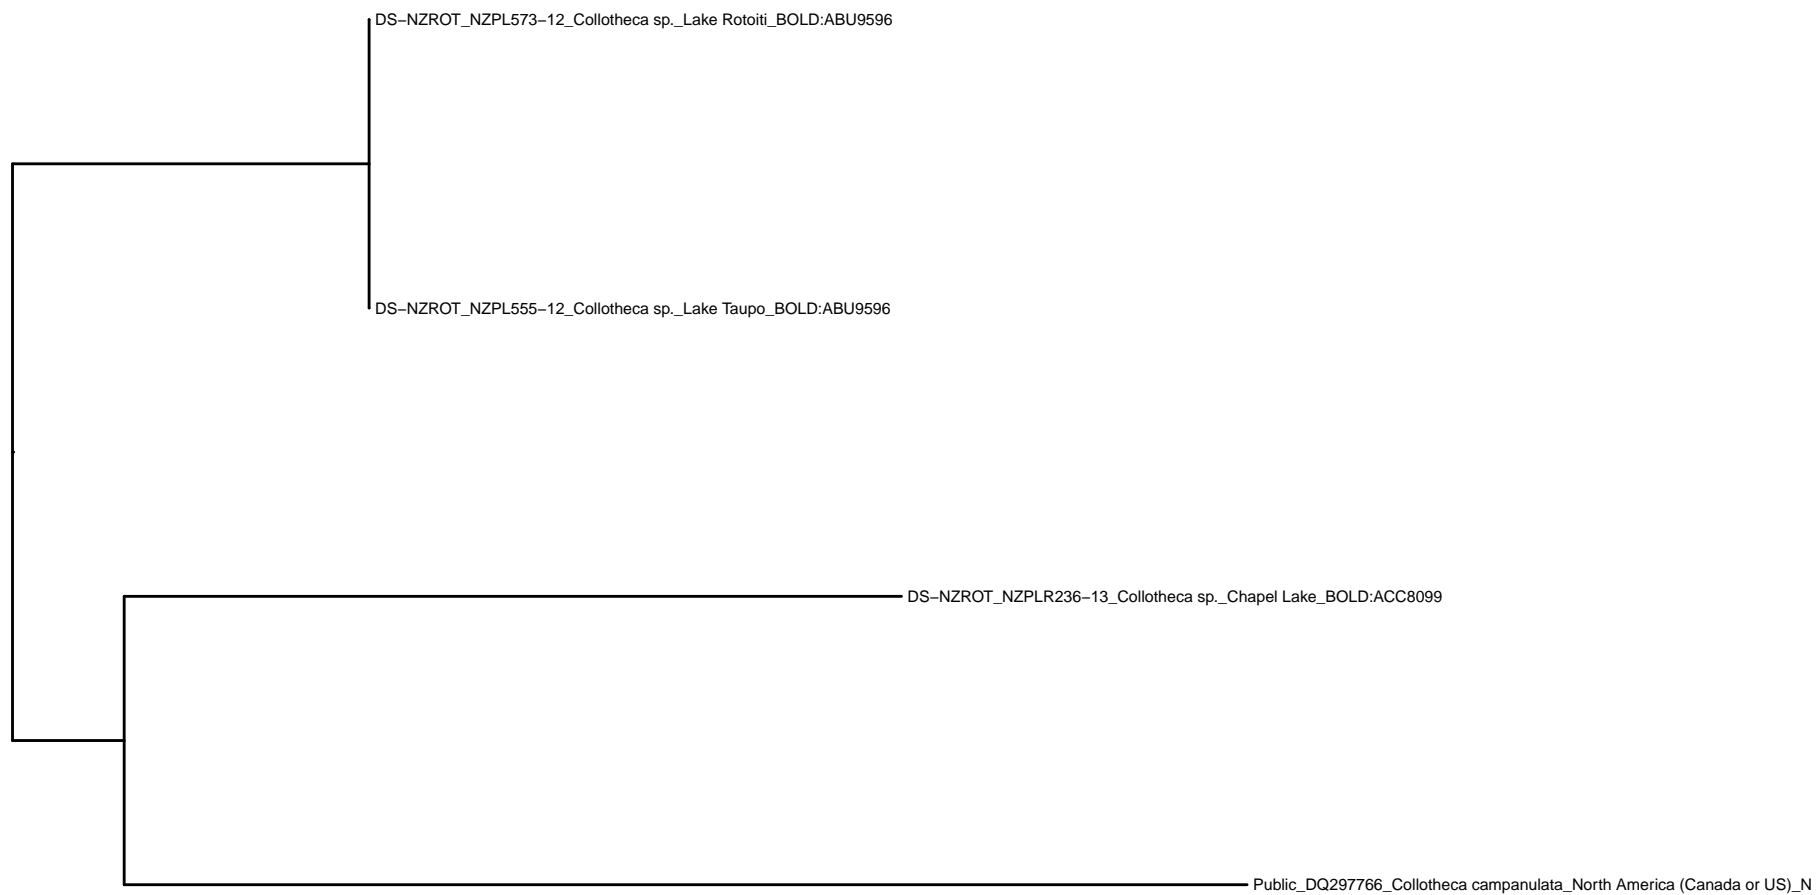 DS−NZROT_NZPL573−12_Collotheca sp._Lake Rotoiti_BOLD:ABU9596
DS−NZROT_NZPL555−12_Collotheca sp._Lake Taupo_BOLD:ABU9596
DS−NZROT_NZPLR236−13_Collotheca sp._Chapel Lake_BOLD:ACC8099
Public_DQ297766_Collotheca campanulata_North America (Canada or US)_N